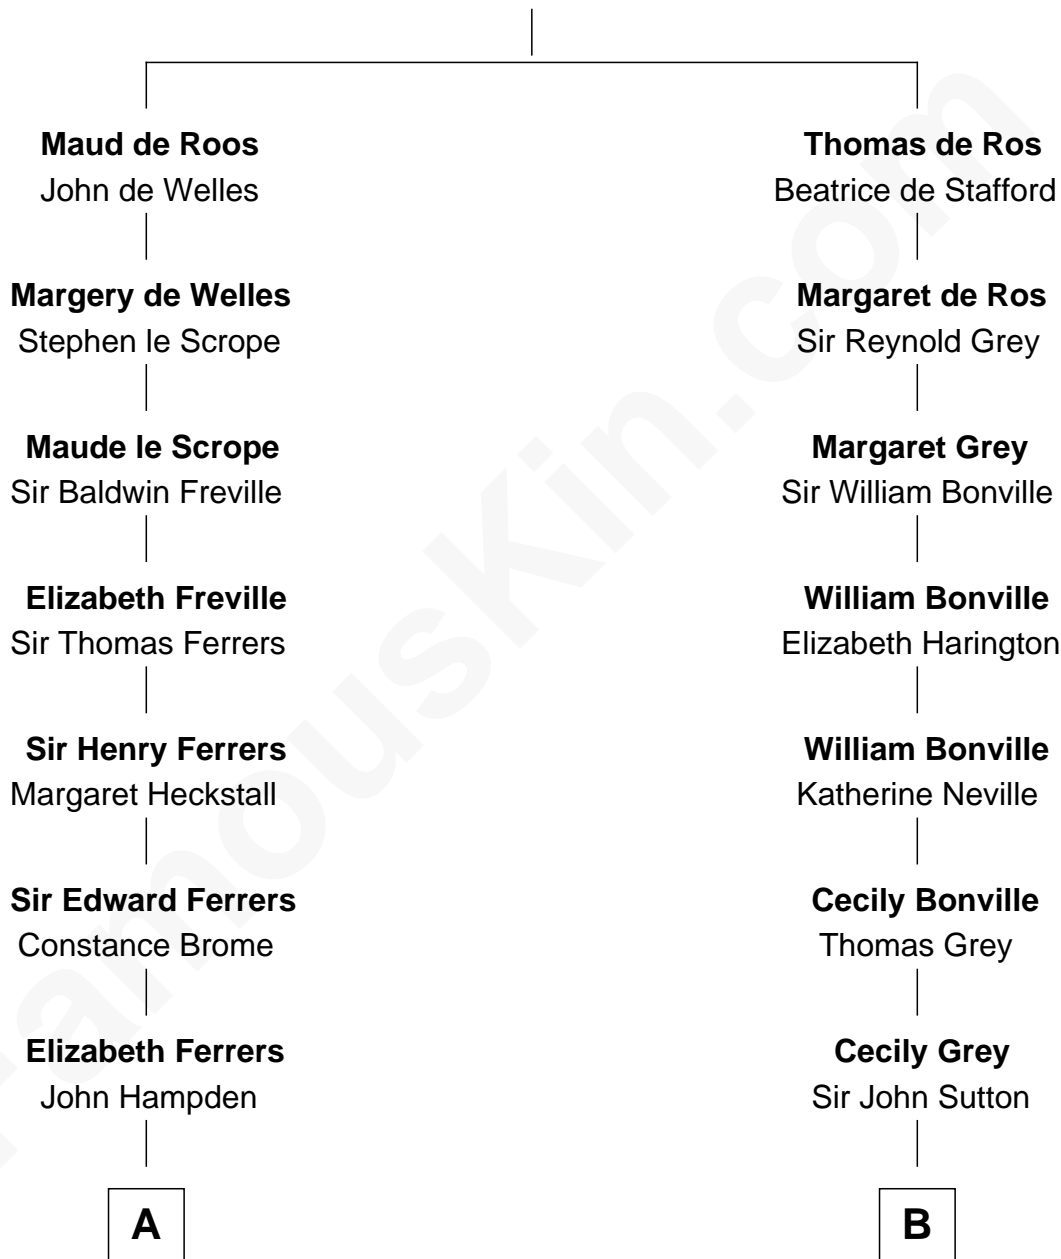 Maud de Roos
John de Welles
Margery de Welles
Stephen le Scrope
Maude le Scrope
Sir Baldwin Freville
Elizabeth Freville
Sir Thomas Ferrers
Sir Henry Ferrers
Margaret Heckstall
Sir Edward Ferrers
Constance Brome
Elizabeth Ferrers
John Hampden
A
Thomas de Ros
Beatrice de Stafford
Margaret de Ros
Sir Reynold Grey
Margaret Grey
Sir William Bonville
William Bonville
Elizabeth Harington
William Bonville
Katherine Neville
Cecily Bonville
Thomas Grey
Cecily Grey
Sir John Sutton
B
FamousKin.com